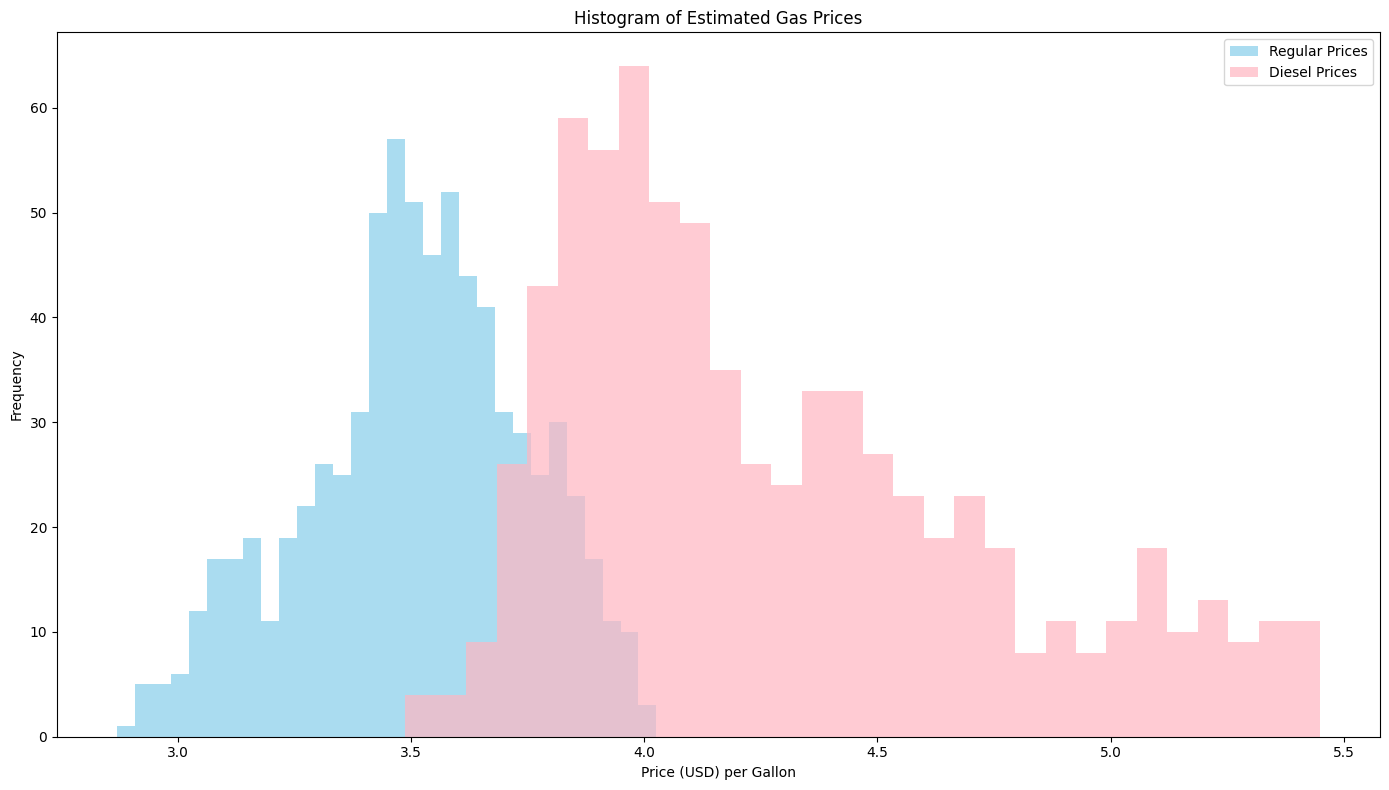 Histogram of Estimated Gas Prices
Regular Prices
Diesel Prices
Frequency
60
50
40
30
20
10
0
3.0 3.5 4.0 4.5 5.0 5.5
Price (USD) per Gallon